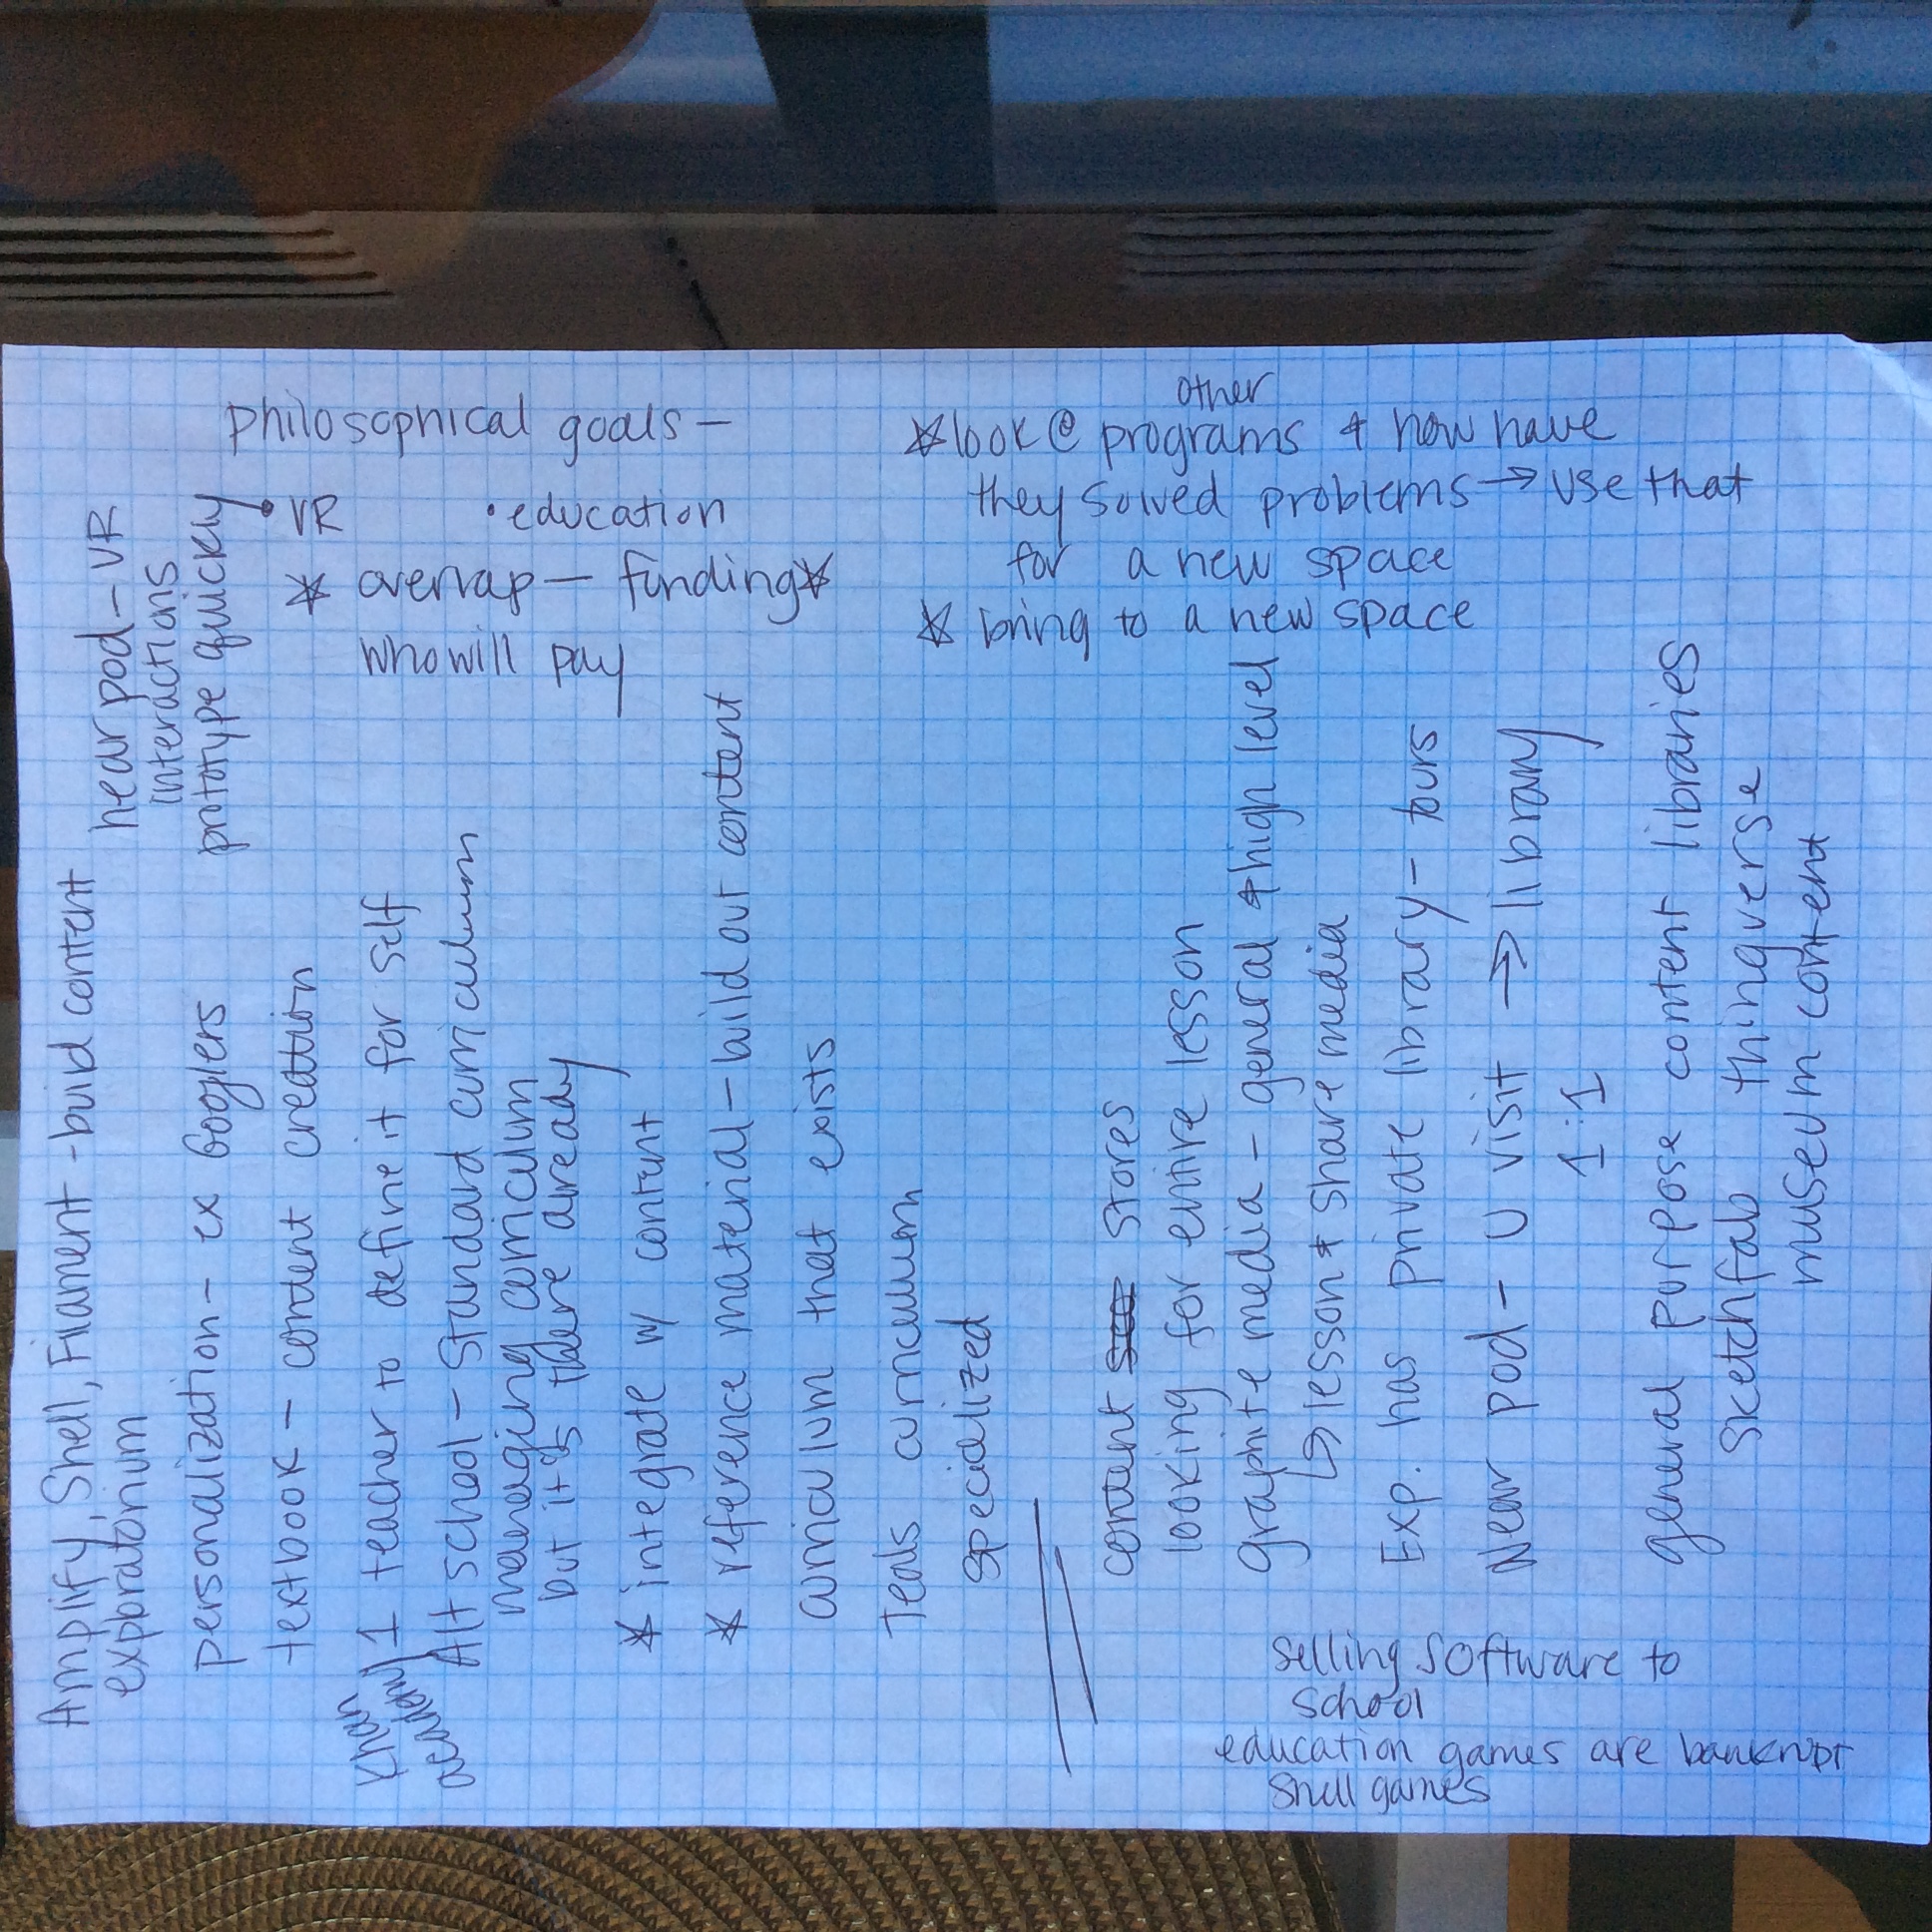 Amplify, Shell, Filament - build content
exploratorium
near pod - VR
interactions
prototype quickly
personalization - ex Googlers
textbook - content creation
Khan
academy
1 teacher to define it for self
Alt school - standard curriculum
managing curriculum
but it's there already
* integrate w/ content
* reference material - build out content
curriculum that exists
Teals curriculum
specialized
content stores
looking for entire lesson
graphite media - general + high level
↳ lesson + share media
Exp. has private library - tours
Near pod - U visit → library
1:1
general purpose content libraries
sketchfab thingverse
museum content
Philosophical goals -
• VR • education
* overlap - funding *
who will pay
* look @ other programs + how have
they solved problems → use that
for a new space
* bring to a new space
selling software to
school
education games are bankrupt
Shull games